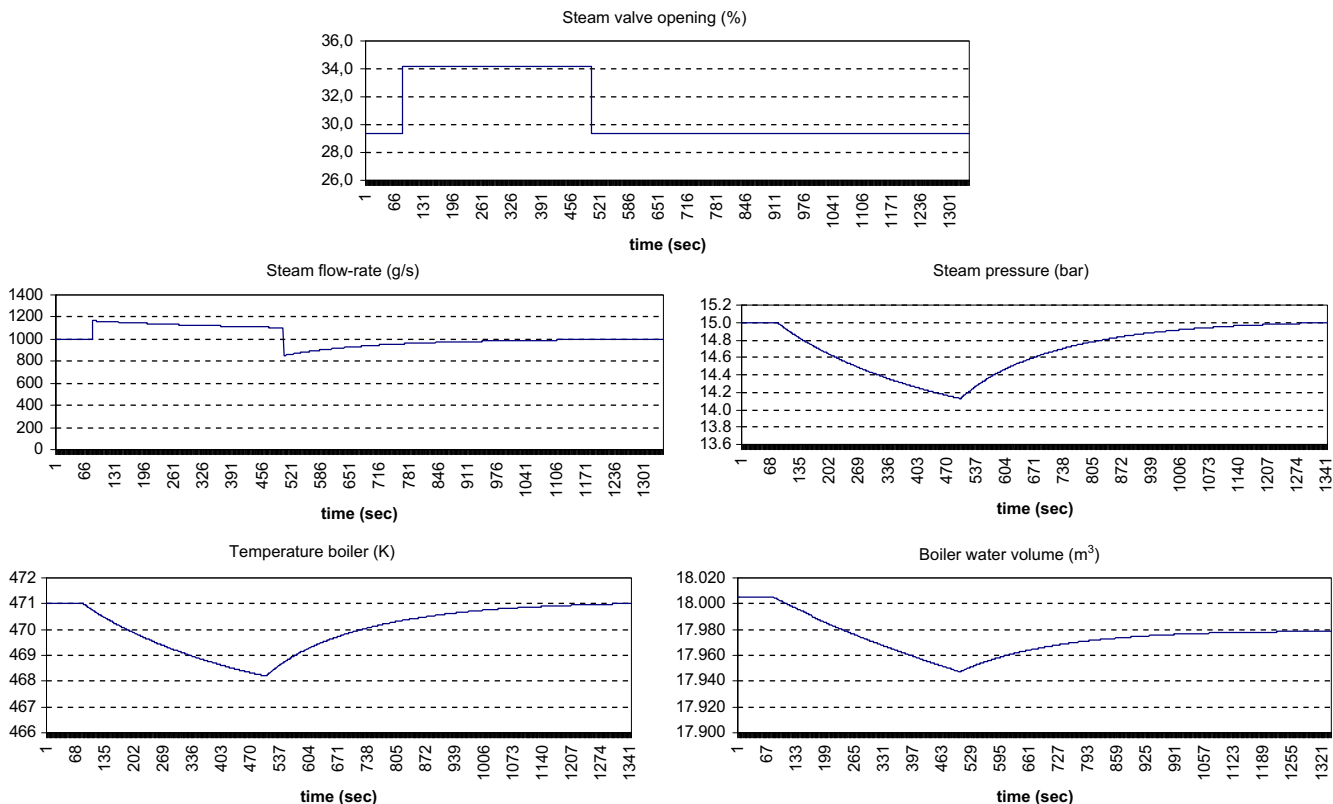 Steam valve opening (%)
36,0
34,0
32,0
30,0
28,0
26,0
1 66 131 196 261 326 391 456 521 586 651 716 781 846 911 976 1041 1106 1171 1236 1301
time (sec)
Steam flow-rate (g/s)
1400
1200
1000
800
600
400
200
0
1 66 131 196 261 326 391 456 521 586 651 716 781 846 911 976 1041 1106 1171 1236 1301
time (sec)
Steam pressure (bar)
15.2
15.0
14.8
14.6
14.4
14.2
14.0
13.8
13.6
1 68 135 202 269 336 403 470 537 604 671 738 805 872 939 1006 1073 1140 1207 1274 1341
time (sec)
Temperature boiler (K)
472
471
470
469
468
467
466
1 68 135 202 269 336 403 470 537 604 671 738 805 872 939 1006 1073 1140 1207 1274 1341
time (sec)
Boiler water volume (m³)
18.020
18.000
17.980
17.960
17.940
17.920
17.900
1 67 133 199 265 331 397 463 529 595 661 727 793 859 925 991 1057 1123 1189 1255 1321
time (sec)